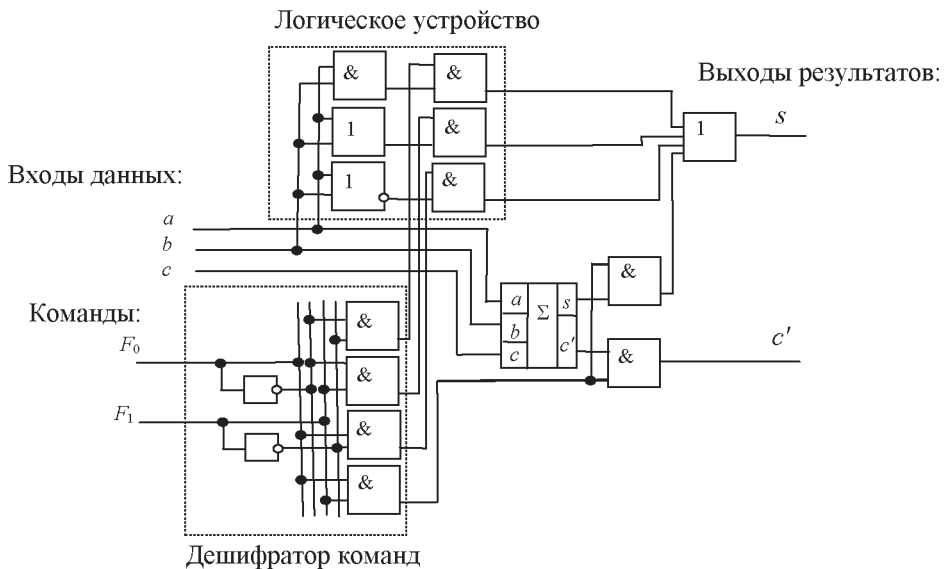 Логическое устройство
& &
Выходы результатов:
1 &
1 s
1 &
Входы данных:
a
b
c
&
a Σ s
b
c c'
Команды:
&
F0
& c'
&
F1
&
&
Дешифратор команд